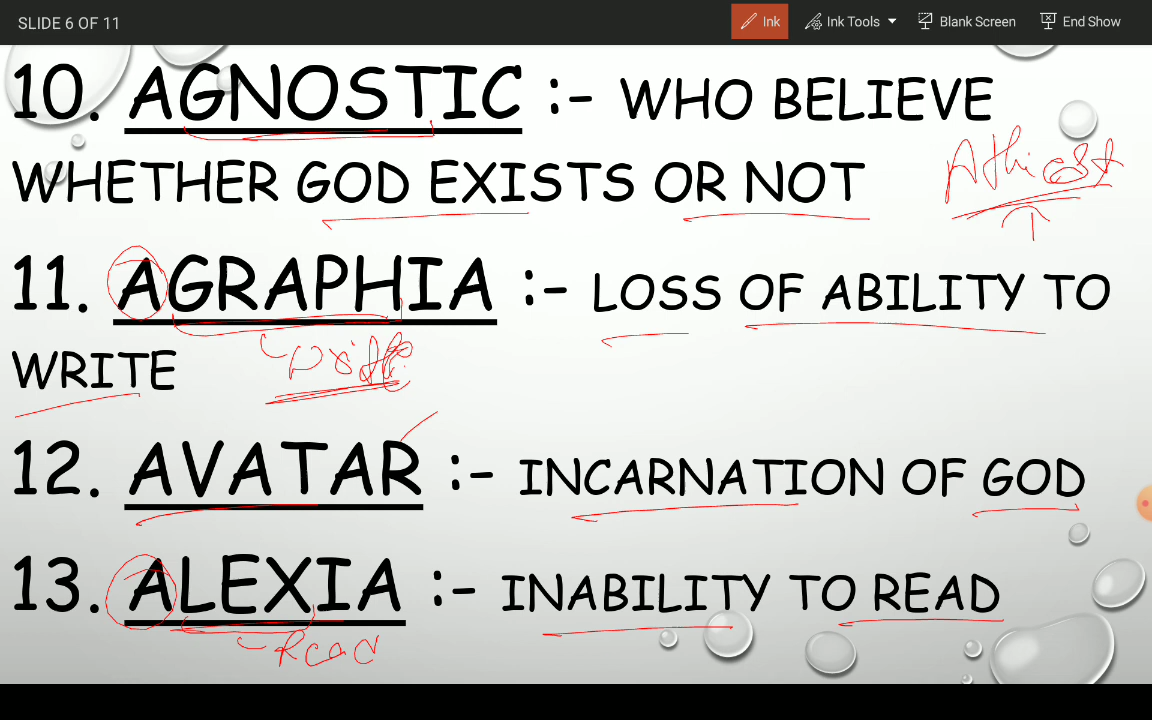 SLIDE 6 OF 11
Ink
Ink Tools
Blank Screen
End Show
10. AGNOSTIC :- WHO BELIEVE
WHETHER GOD EXISTS OR NOT
Atheist
11. AGRAPHIA :- LOSS OF ABILITY TO
WRITE
write
12. AVATAR :- INCARNATION OF GOD
13. ALEXIA :- INABILITY TO READ
Read